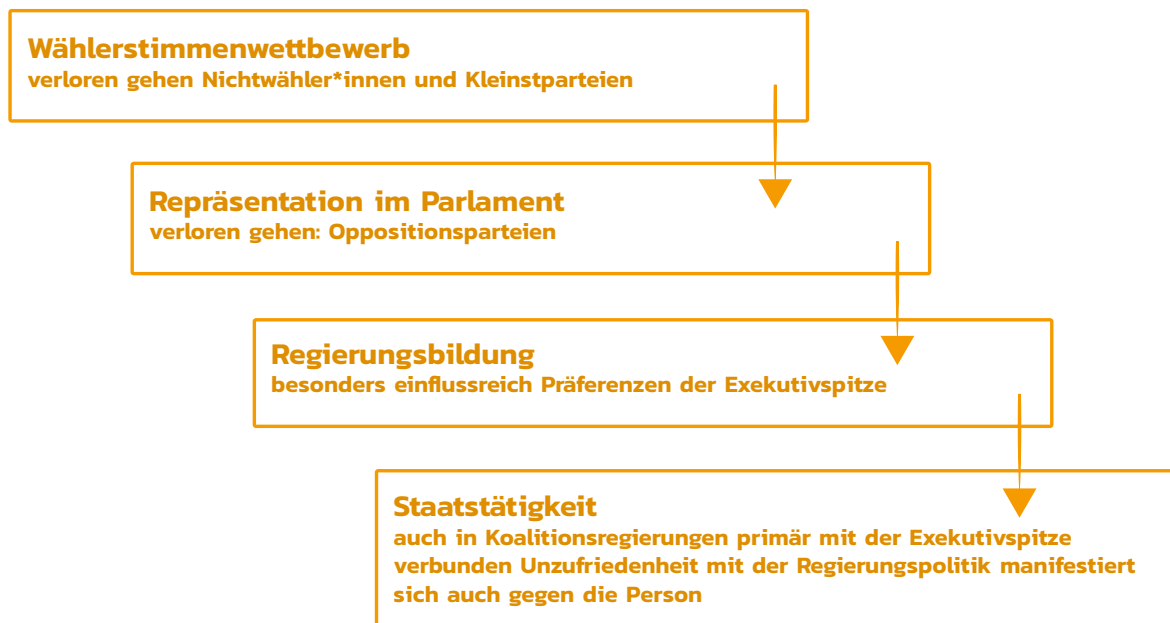 Wählerstimmenwettbewerb
verloren gehen Nichtwähler*innen und Kleinstparteien
Repräsentation im Parlament
verloren gehen: Oppositionsparteien
Regierungsbildung
besonders einflussreich Präferenzen der Exekutivspitze
Staatstätigkeit
auch in Koalitionsregierungen primär mit der Exekutivspitze
verbunden Unzufriedenheit mit der Regierungspolitik manifestiert
sich auch gegen die Person